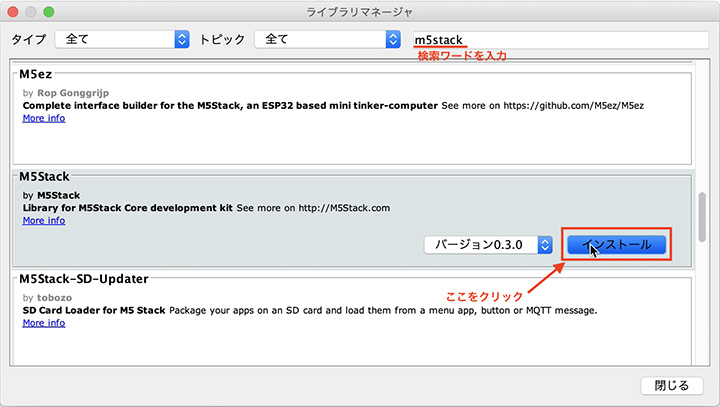 ライブラリマネージャ
タイプ 全て トピック 全て m5stack
検索ワードを入力
M5ez
by Rop Gonggrijp
Complete interface builder for the M5Stack, an ESP32 based mini tinker-computer See more on https://github.com/M5ez/M5ez
More info
M5Stack
by M5Stack
Library for M5Stack Core development kit See more on http://M5Stack.com
More info
バージョン0.3.0 インストール
ここをクリック
M5Stack-SD-Updater
by tobozo
SD Card Loader for M5 Stack Package your apps on an SD card and load them from a menu app, button or MQTT message.
More info
閉じる